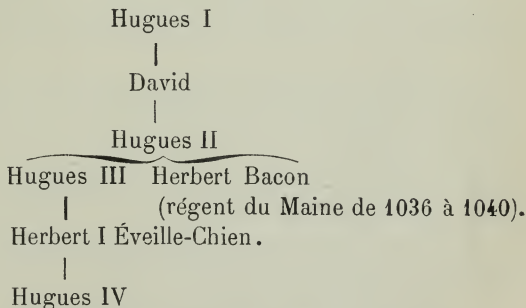 Hugues I
David
Hugues II
Hugues III Herbert Bacon
(régent du Maine de 1036 à 1040).
Herbert I Éveille-Chien.
Hugues IV